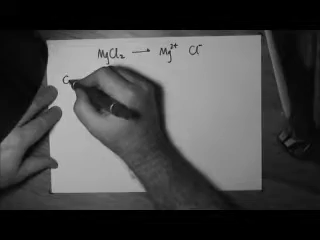 MgCl₂ → Mg²⁺ Cl⁻